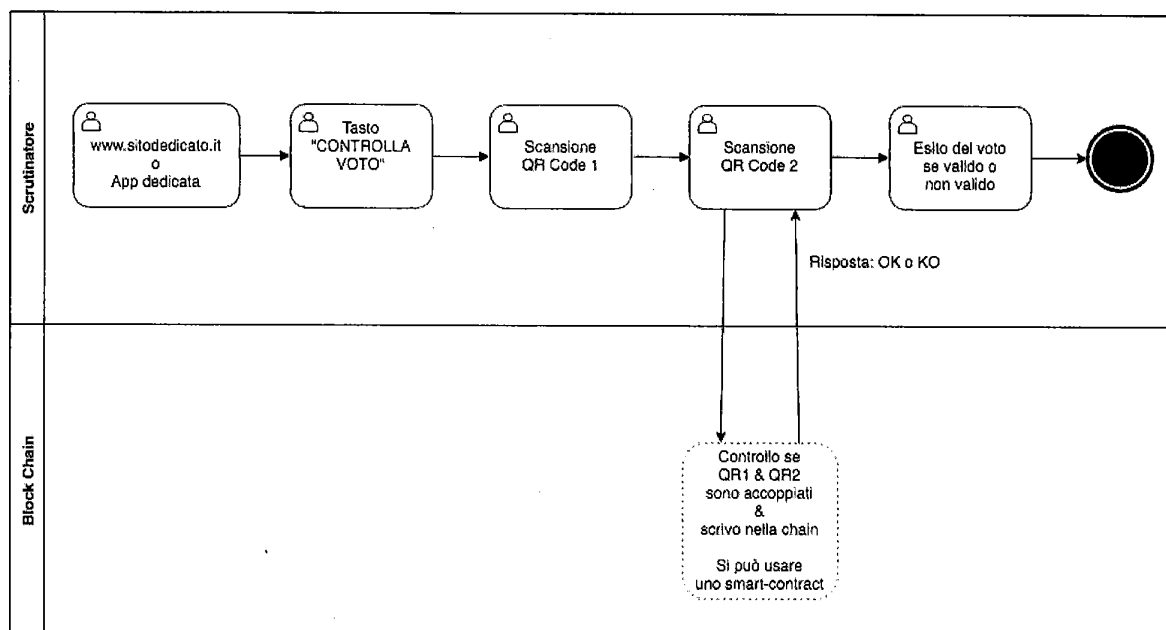 Scrutinatore
www.sitodedicato.it
o
App dedicata
Tasto
"CONTROLLA
VOTO"
Scansione
QR Code 1
Scansione
QR Code 2
Esito del voto
se valido o
non valido
Risposta: OK o KO
Block Chain
Controllo se
QR1 & QR2
sono accoppiati
&
scrivo nella chain
Si può usare
uno smart-contract